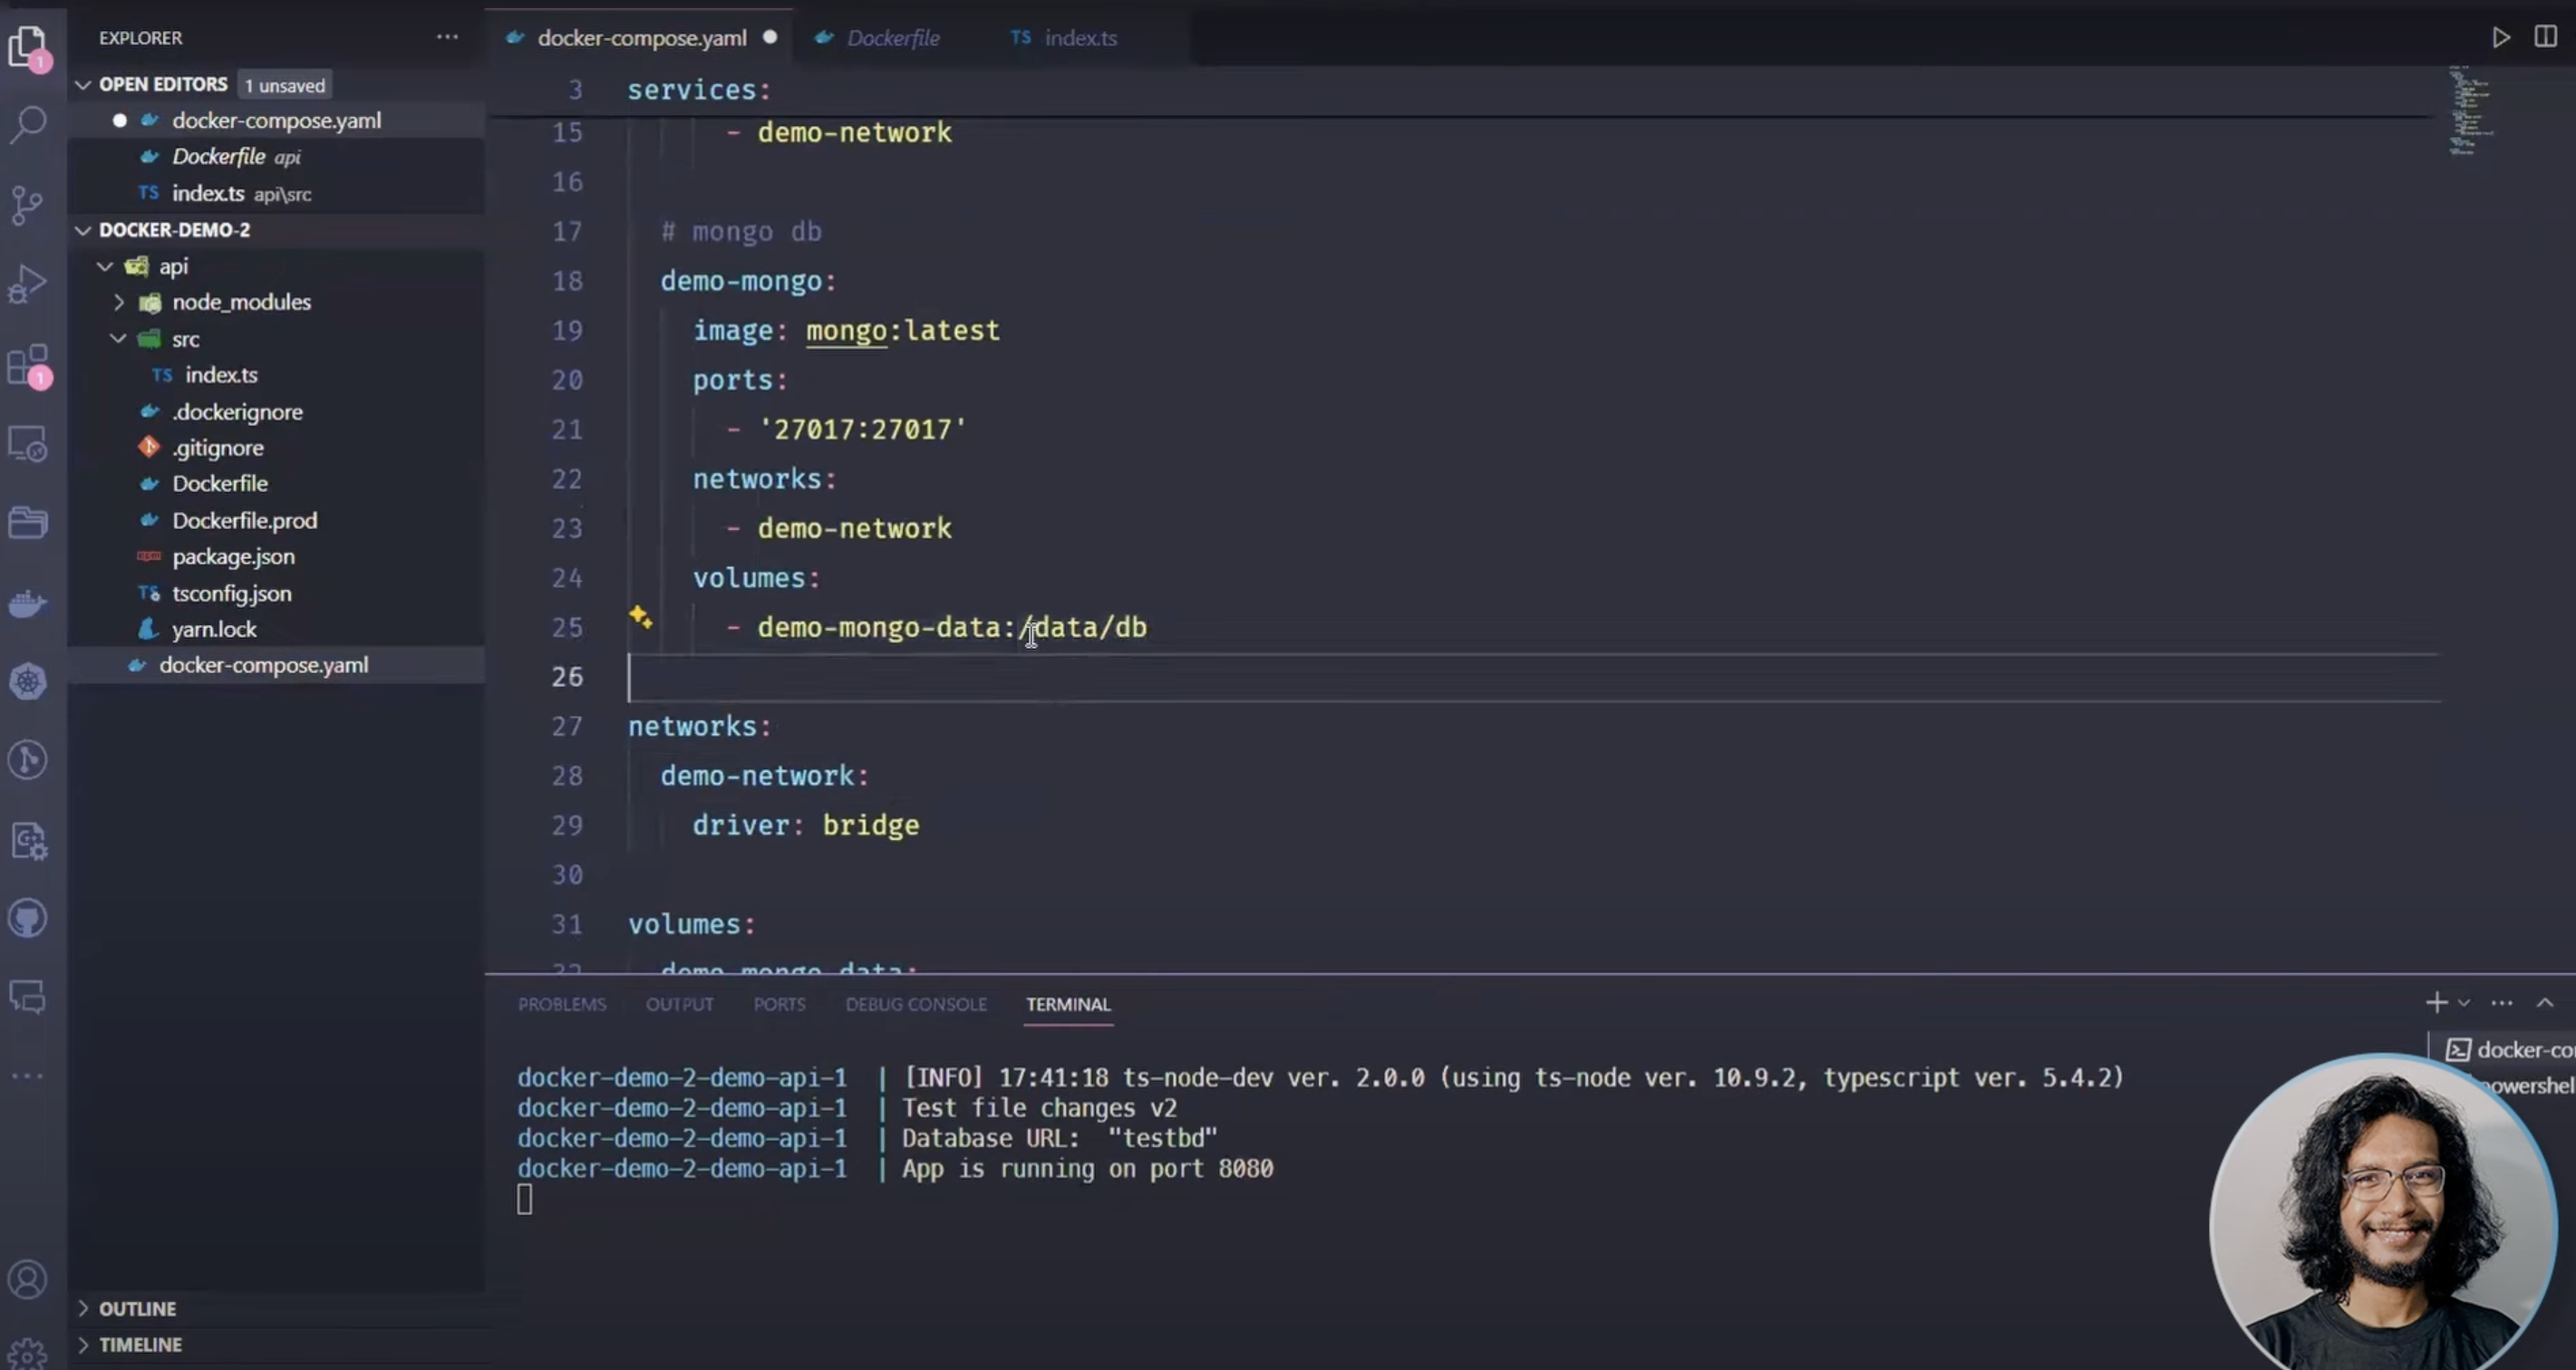 EXPLORER
OPEN EDITORS 1 unsaved
docker-compose.yaml
Dockerfile api
TS index.ts api\src
DOCKER-DEMO-2
api
node_modules
src
TS index.ts
.dockerignore
.gitignore
Dockerfile
Dockerfile.prod
package.json
tsconfig.json
yarn.lock
docker-compose.yaml
OUTLINE
TIMELINE
1
1
docker-compose.yaml Dockerfile TS index.ts
3 services:
15 - demo-network
16
17 # mongo db
18 demo-mongo:
19 image: mongo:latest
20 ports:
21 - '27017:27017'
22 networks:
23 - demo-network
24 volumes:
25 - demo-mongo-data:/data/db
26
27 networks:
28 demo-network:
29 driver: bridge
30
31 volumes:
32 demo-mongo-data:
PROBLEMS OUTPUT PORTS DEBUG CONSOLE TERMINAL
docker-demo-2-demo-api-1 | [INFO] 17:41:18 ts-node-dev ver. 2.0.0 (using ts-node ver. 10.9.2, typescript ver. 5.4.2)
docker-demo-2-demo-api-1 | Test file changes v2
docker-demo-2-demo-api-1 | Database URL: "testbd"
docker-demo-2-demo-api-1 | App is running on port 8080
docker-co
powershel